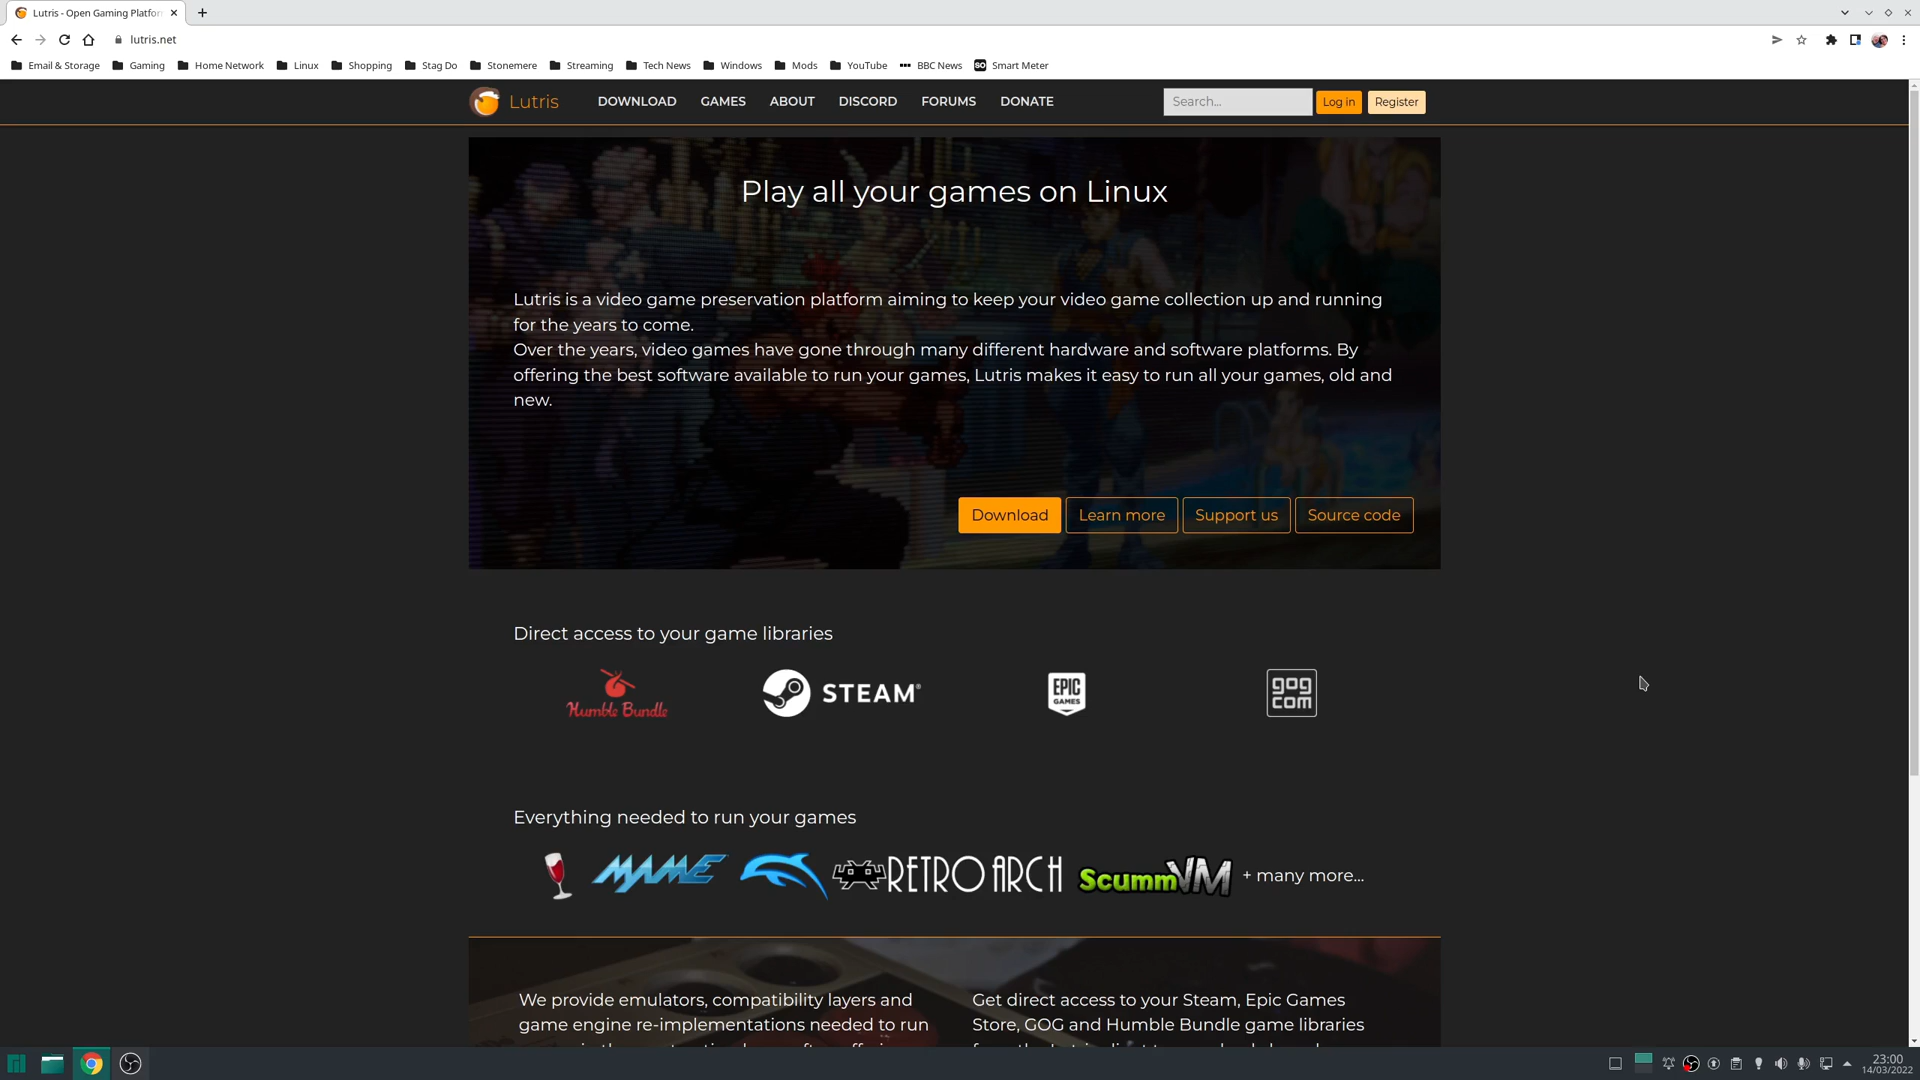 Lutris - Open Gaming Platfor
lutris.net
Email & Storage Gaming Home Network Linux Shopping Stag Do Stonemere Streaming Tech News Windows Mods YouTube BBC News SO Smart Meter
Lutris DOWNLOAD GAMES ABOUT DISCORD FORUMS DONATE Search... Log in Register
Play all your games on Linux
Lutris is a video game preservation platform aiming to keep your video game collection up and running
for the years to come.
Over the years, video games have gone through many different hardware and software platforms. By
offering the best software available to run your games, Lutris makes it easy to run all your games, old and
new.
Download Learn more Support us Source code
Direct access to your game libraries
Humble Bundle STEAM® EPIC GAMES gog com
Everything needed to run your games
MAME RETRO ARCH ScummVM + many more...
We provide emulators, compatibility layers and
game engine re-implementations needed to run
Get direct access to your Steam, Epic Games
Store, GOG and Humble Bundle game libraries
23:00
14/03/2022